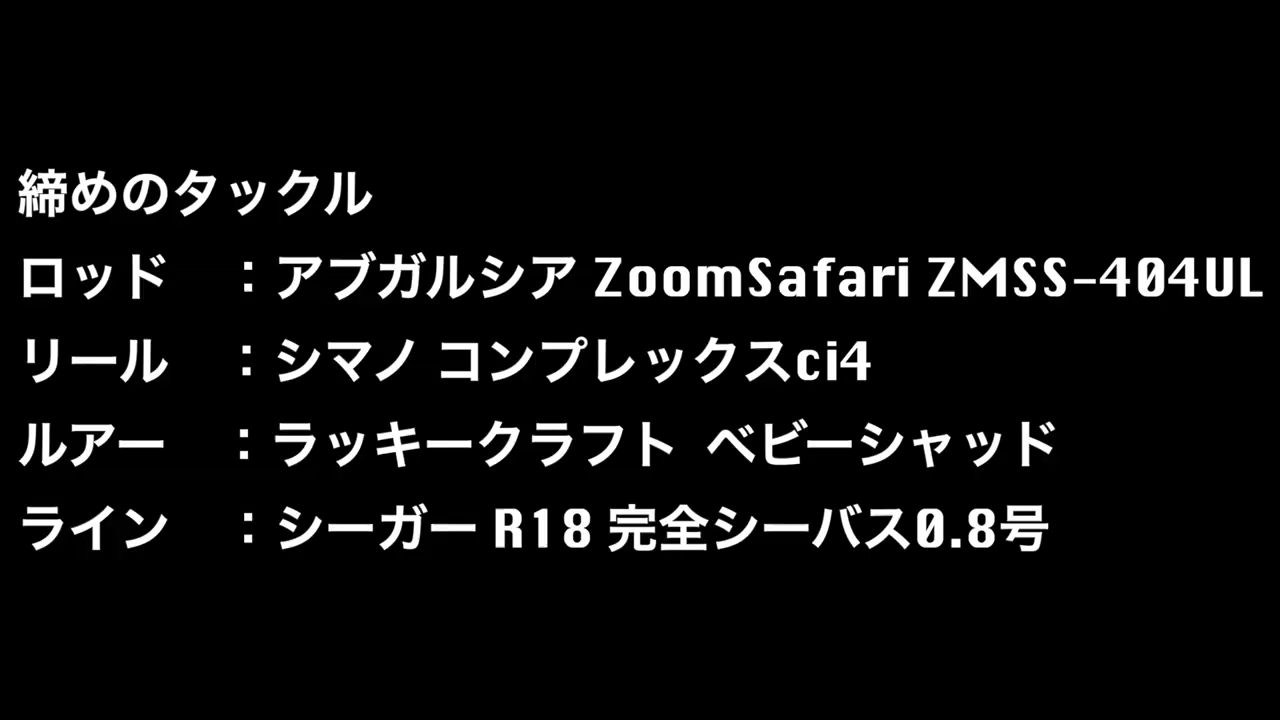 締めのタックル
ロッド　：アブガルシア ZoomSafari ZMSS-404UL
リール　：シマノ コンプレックスci4
ルアー　：ラッキークラフト ベビーシャッド
ライン　：シーガー R18 完全シーバス0.8号